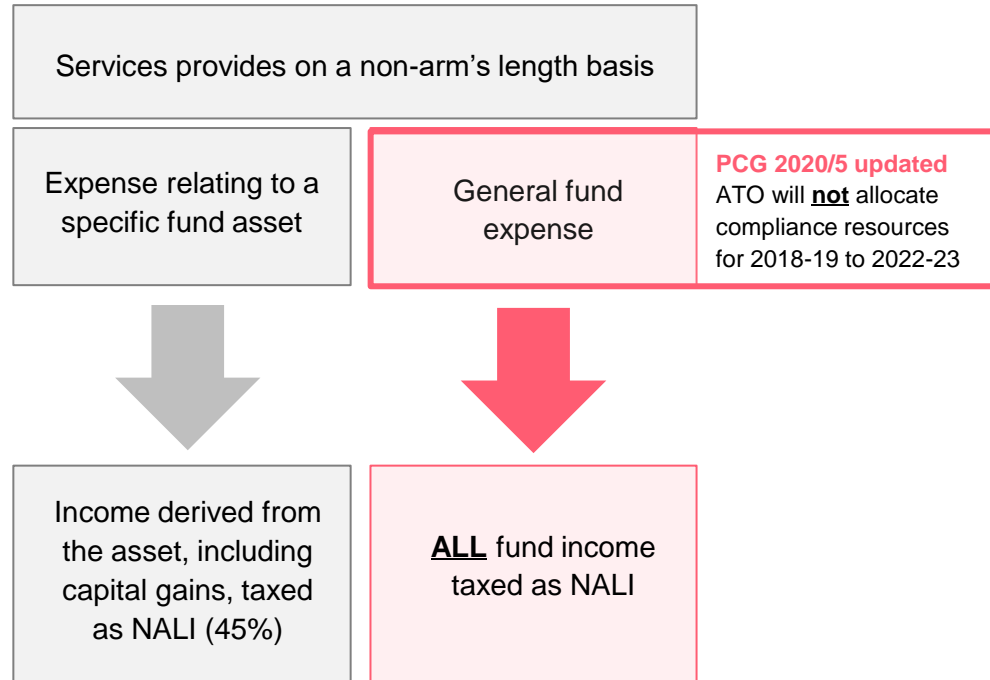 Services provides on a non-arm’s length basis
Expense relating to a
specific fund asset
General fund
expense
PCG 2020/5 updated
ATO will not allocate
compliance resources
for 2018-19 to 2022-23
Income derived from
the asset, including
capital gains, taxed
as NALI (45%)
ALL fund income
taxed as NALI